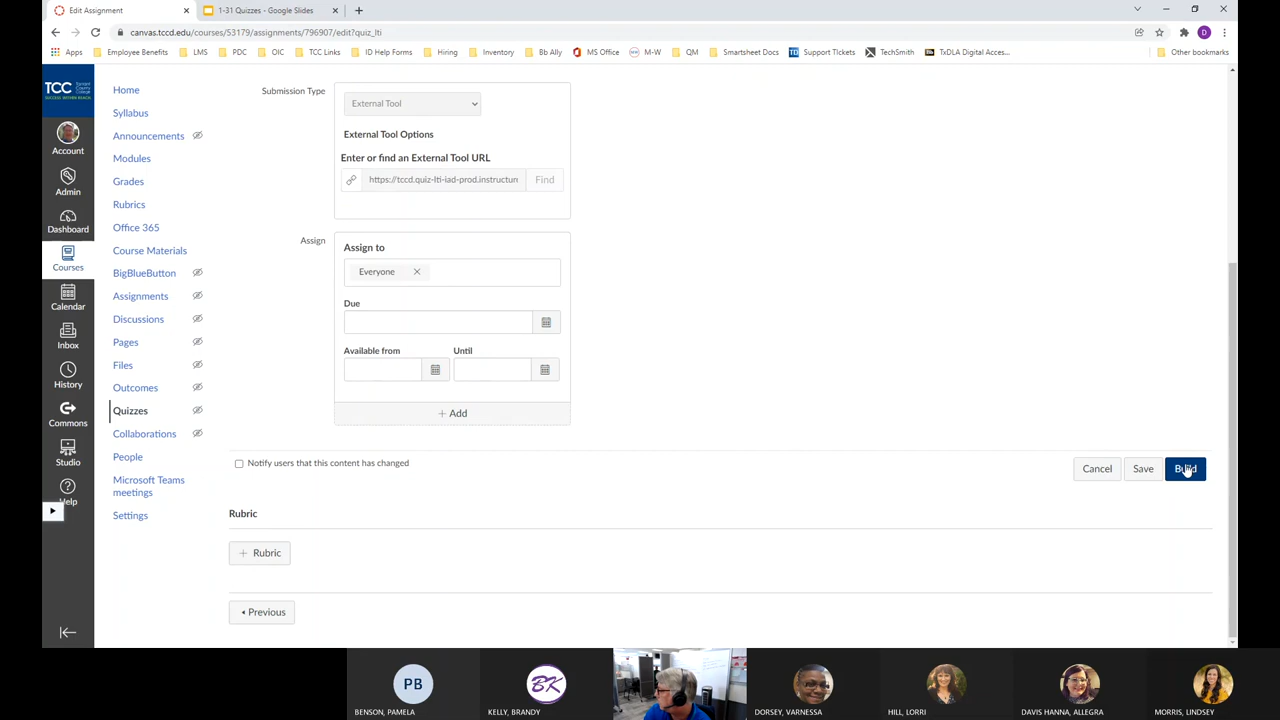 Edit Assignment
1-31 Quizzes - Google Slides
canvas.tccd.edu/courses/53179/assignments/796907/edit?quiz_lti
Apps
Employee Benefits
LMS
PDC
OIC
TCC Links
ID Help Forms
Hiring
Inventory
Bb Ally
MS Office
M-W
QM
Smartsheet Docs
Support TIckets
TechSmith
TxDLA Digital Acces...
Other bookmarks
TCC
Account
Admin
Dashboard
Courses
Calendar
Inbox
History
Commons
Studio
Help
Home
Syllabus
Announcements
Modules
Grades
Rubrics
Office 365
Course Materials
BigBlueButton
Assignments
Discussions
Pages
Files
Outcomes
Quizzes
Collaborations
People
Microsoft Teams
meetings
Settings
Submission Type
External Tool
External Tool Options
Enter or find an External Tool URL
https://tccd.quiz-lti-iad-prod.instructure
Find
Assign
Assign to
Everyone
Due
Available from
Until
+ Add
Notify users that this content has changed
Cancel
Save
Build
Rubric
+ Rubric
Previous
PB
BENSON, PAMELA
BK
KELLY, BRANDY
DORSEY, VARNESSA
HILL, LORRI
DAVIS HANNA, ALLEGRA
MORRIS, LINDSEY